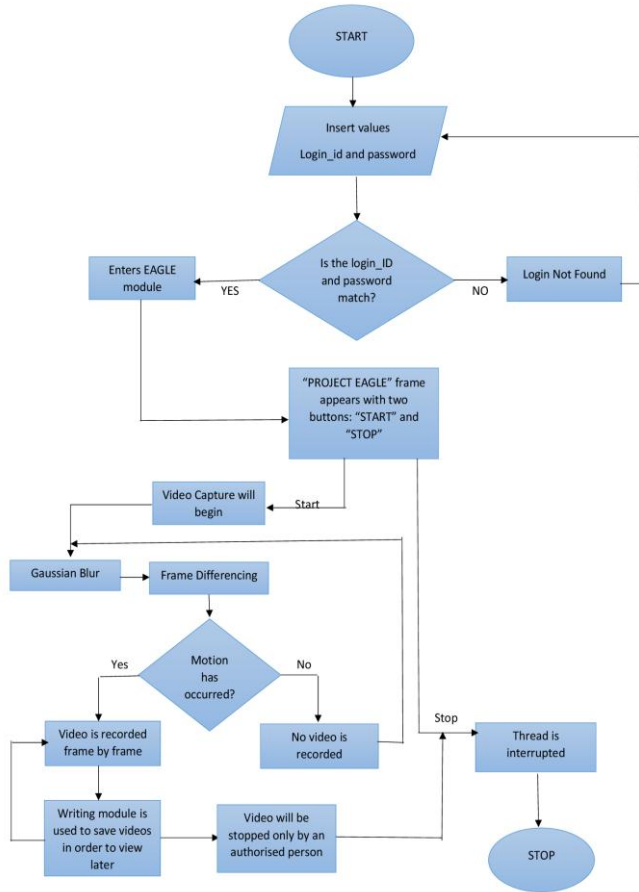 START
Insert values
Login_id and password
Is the login_ID
and password
match?
YES
NO
Enters EAGLE
module
Login Not Found
“PROJECT EAGLE” frame
appears with two
buttons: “START” and
“STOP”
Start
Video Capture will
begin
Gaussian Blur
Frame Differencing
Motion
has
occurred?
Yes
No
Video is recorded
frame by frame
No video is
recorded
Stop
Thread is
interrupted
Writing module is
used to save videos
in order to view
later
Video will be
stopped only by an
authorised person
STOP